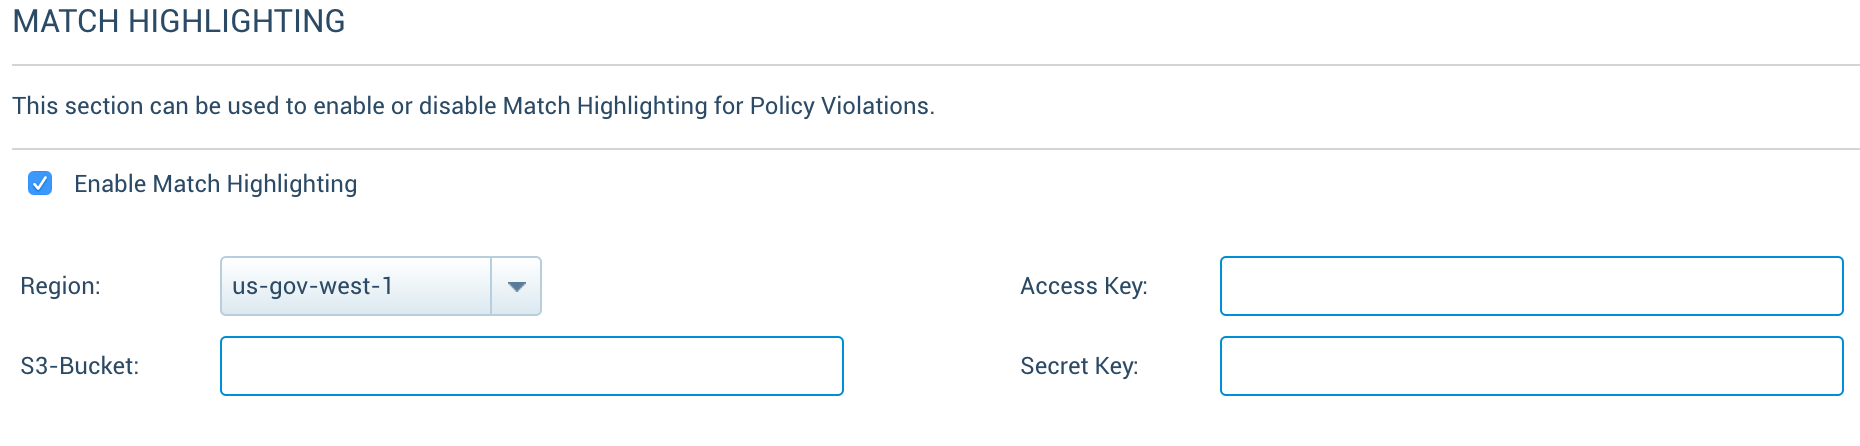 MATCH HIGHLIGHTING
This section can be used to enable or disable Match Highlighting for Policy Violations.
Enable Match Highlighting
Region: us-gov-west-1 Access Key:
S3-Bucket: Secret Key: